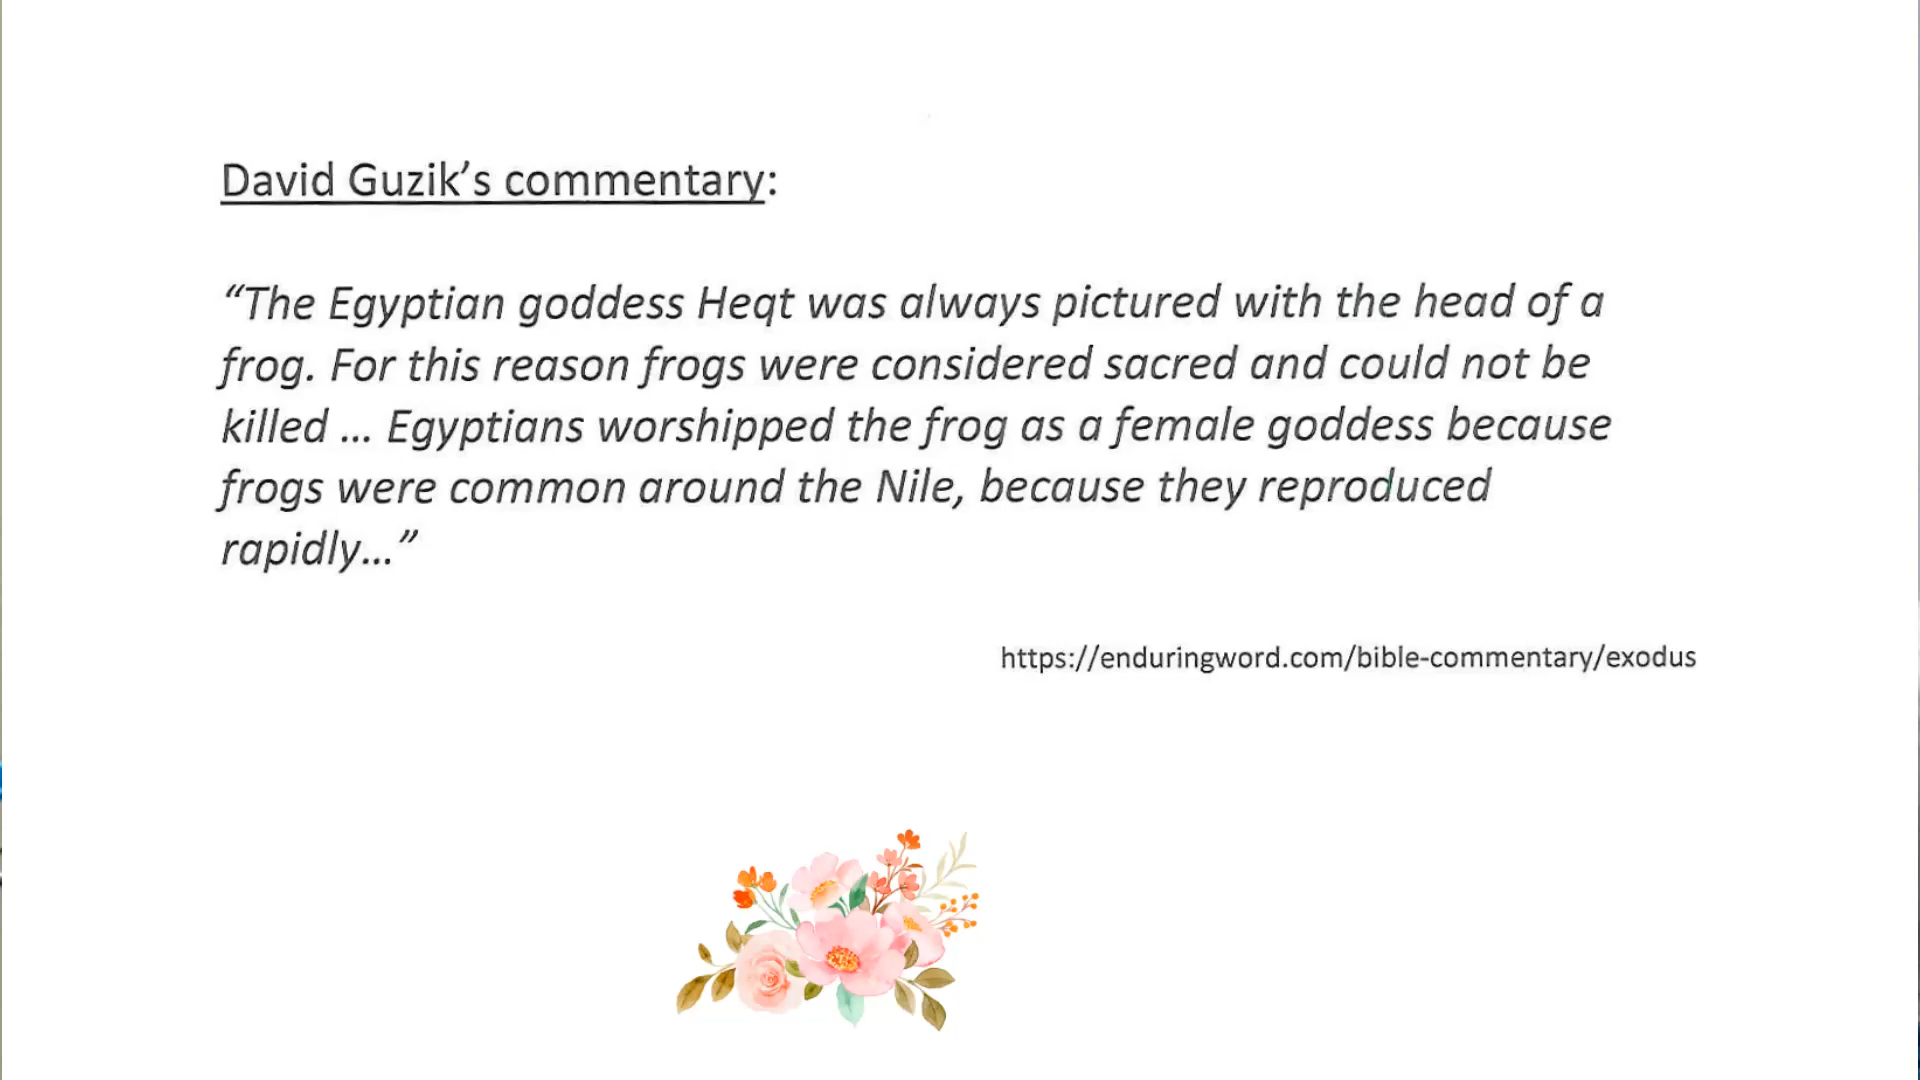 David Guzik’s commentary:
“The Egyptian goddess Heqt was always pictured with the head of a
frog. For this reason frogs were considered sacred and could not be
killed ... Egyptians worshipped the frog as a female goddess because
frogs were common around the Nile, because they reproduced
rapidly...”
https://enduringword.com/bible-commentary/exodus